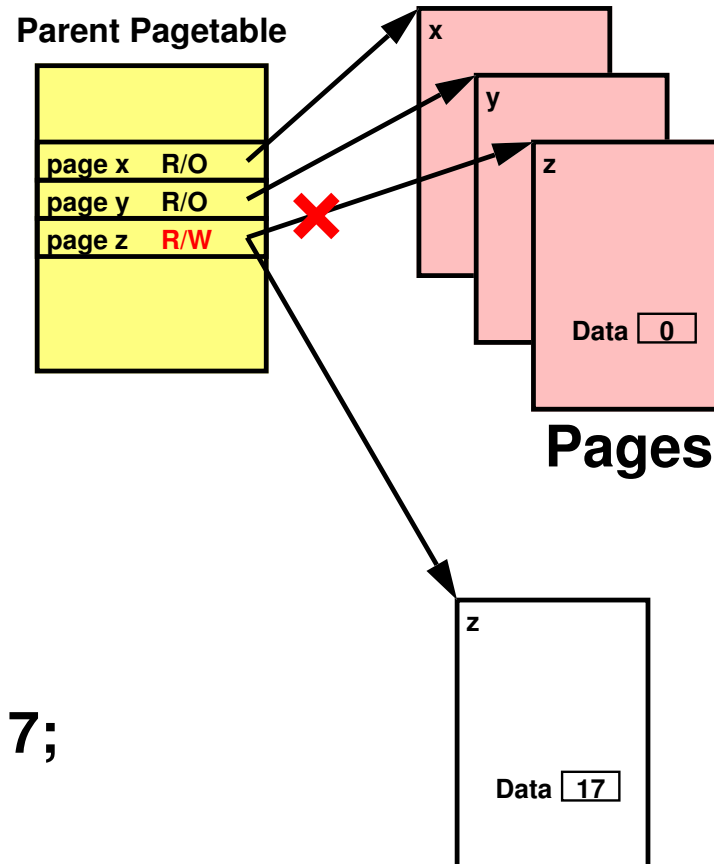 Parent Pagetable
page x R/O
page y R/O
page z R/W
x
y
z
Data 0
Pages
z
Data 17
7;